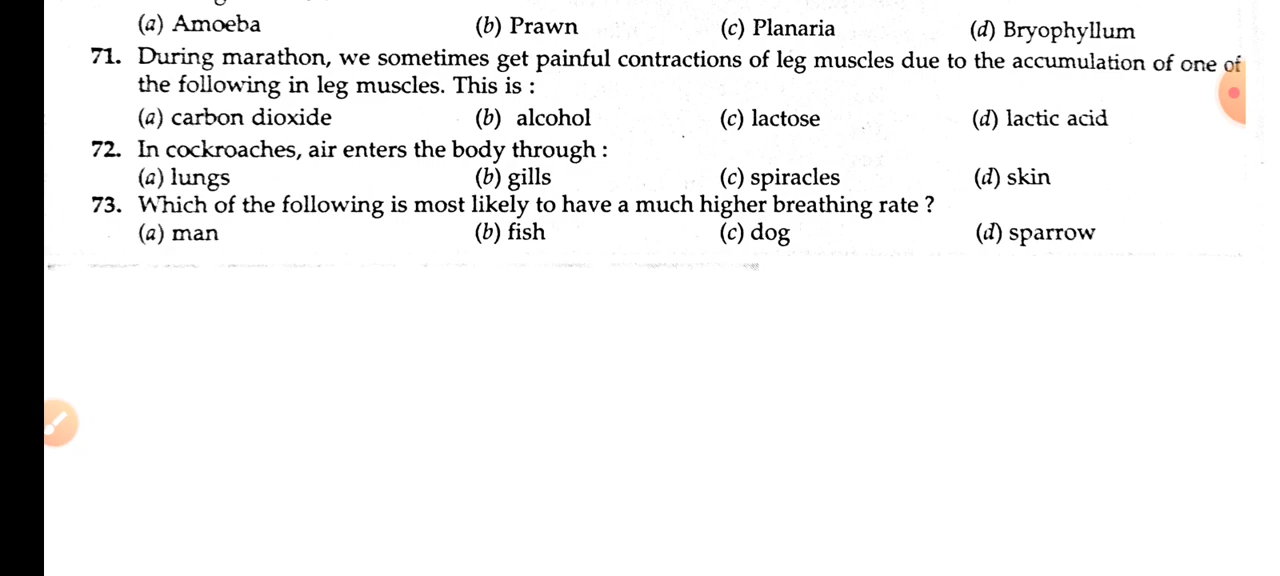 (a) Amoeba (b) Prawn (c) Planaria (d) Bryophyllum
71. During marathon, we sometimes get painful contractions of leg muscles due to the accumulation of one of
the following in leg muscles. This is :
(a) carbon dioxide (b) alcohol (c) lactose (d) lactic acid
72. In cockroaches, air enters the body through :
(a) lungs (b) gills (c) spiracles (d) skin
73. Which of the following is most likely to have a much higher breathing rate ?
(a) man (b) fish (c) dog (d) sparrow